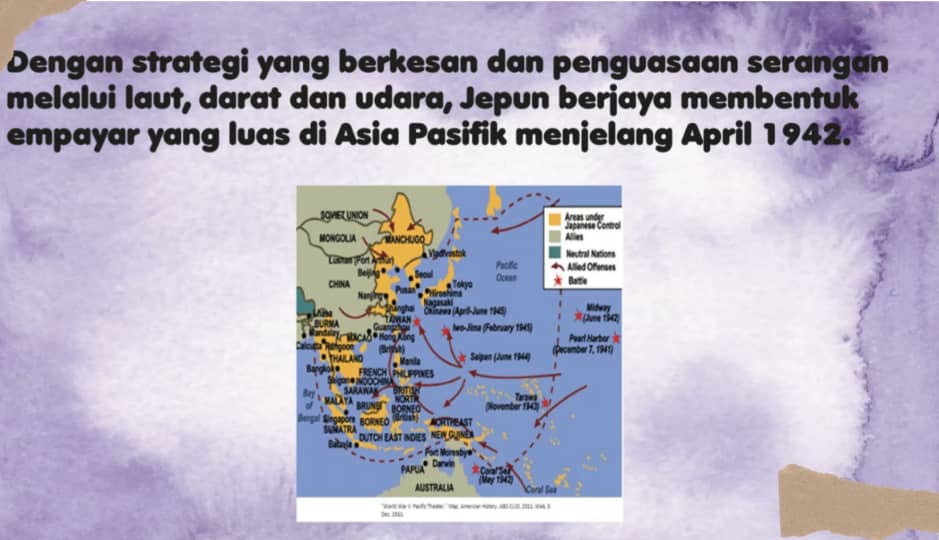 Dengan strategi yang berkesan dan penguasaan serangan
melalui laut, darat dan udara, Jepun berjaya membentuk
empayar yang luas di Asia Pasifik menjelang April 1942.
SOVIET UNION
MONGOLIA
MANCHUGO
Lushan (Port Arthur)
Vladivostok
Beijing
Seoul
CHINA
Pusan
Tokyo
Hiroshima
Nanjing
Nagasaki
Shanghai
Okinawa (April-June 1945)
TAIWAN
Lhasa
BURMA
Guangzhou
Iwo-Jima (February 1945)
Mandalay
MACAO
Hong Kong
(British)
Calcutta
Rangoon
THAILAND
Manila
Saipan (June 1944)
Bangkok
FRENCH
INDOCHINA
PHILIPPINES
Saigon
SARAWAK
BRITISH
NORTH
BORNEO
(British)
Bay
of
Bengal
MALAYA
BRUNEI
Tarawa
(November 1943)
Singapore
BORNEO
SUMATRA
NORTHEAST
NEW GUINEA
DUTCH EAST INDIES
Batavia
Port Moresby
PAPUA
Darwin
Coral Sea
(May 1942)
AUSTRALIA
Coral Sea
Pacific
Ocean
Areas under
Japanese Control
Allies
Neutral Nations
Allied Offenses
Battle
Midway
(June 1942)
Pearl Harbor
(December 7, 1941)
"World War II: Pacific Theater." Map. American History. ABC-CLIO, 2011. Web. 5
Dec. 2011.